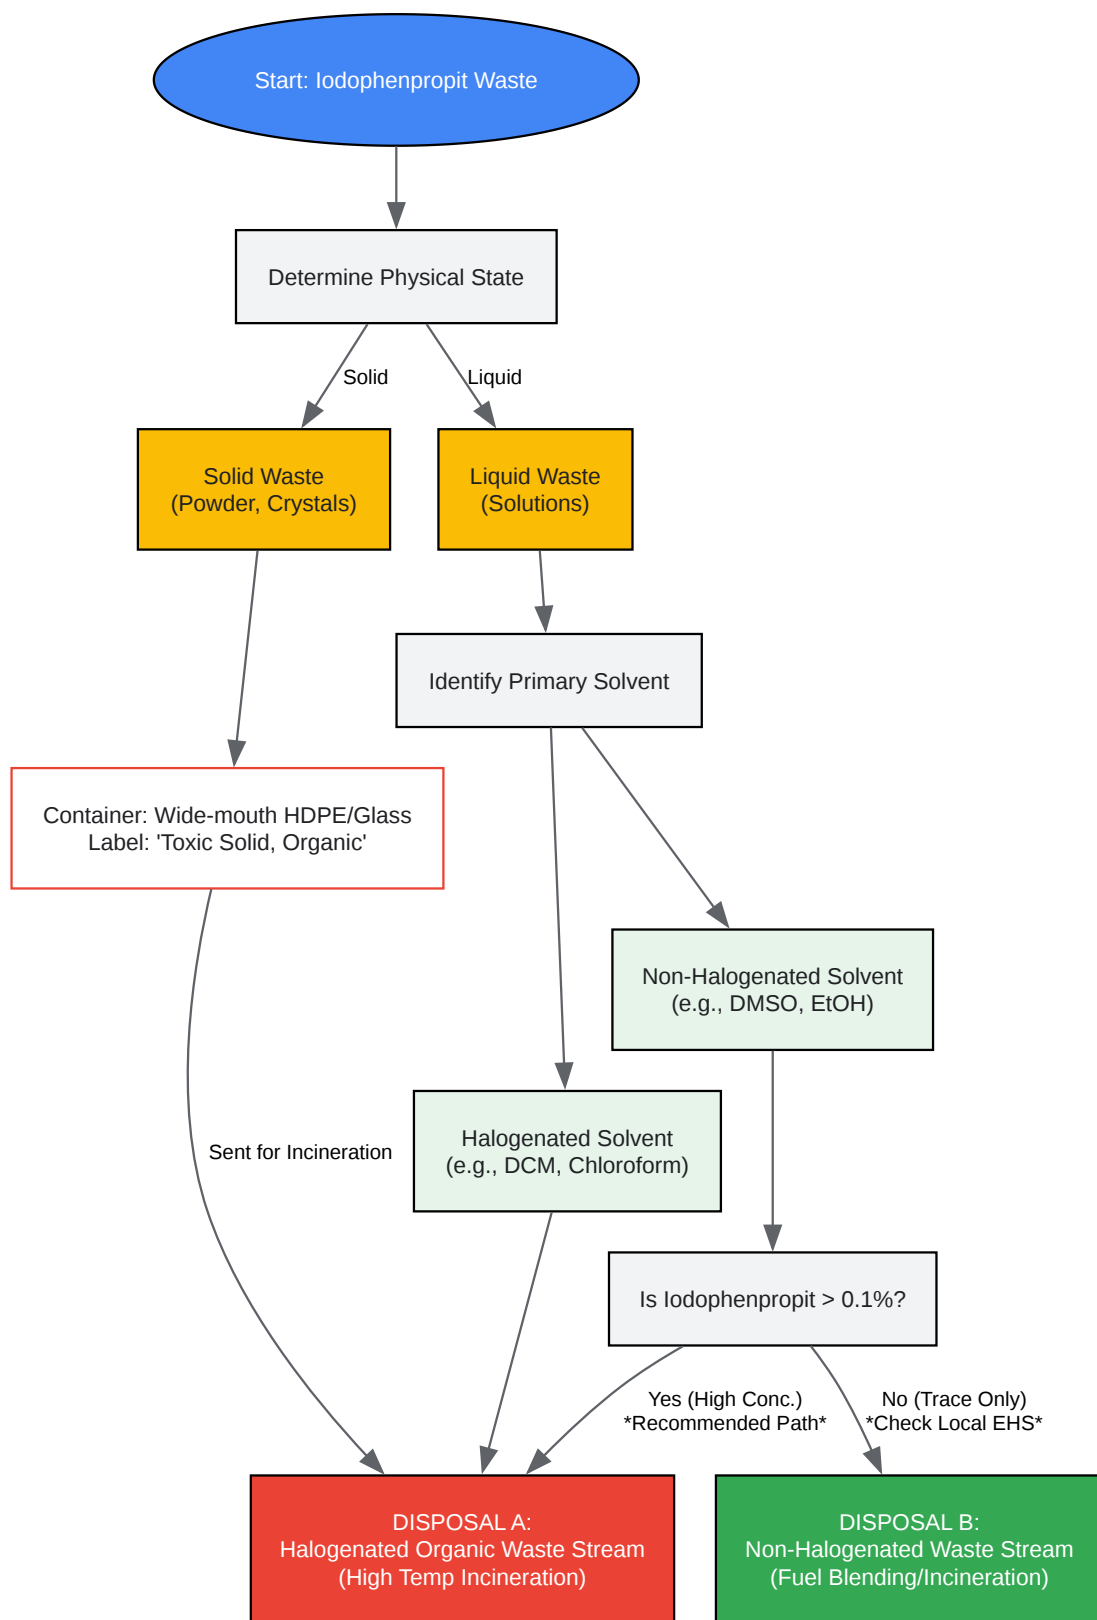 Start: Iodophenpropit Waste
Determine Physical State
Solid
Liquid
Solid Waste
(Powder, Crystals)
Liquid Waste
(Solutions)
Identify Primary Solvent
Container: Wide-mouth HDPE/Glass
Label: 'Toxic Solid, Organic'
Non-Halogenated Solvent
(e.g., DMSO, EtOH)
Halogenated Solvent
(e.g., DCM, Chloroform)
Sent for Incineration
Is Iodophenpropit > 0.1%?
Yes (High Conc.)
*Recommended Path*
No (Trace Only)
*Check Local EHS*
DISPOSAL A:
Halogenated Organic Waste Stream
(High Temp Incineration)
DISPOSAL B:
Non-Halogenated Waste Stream
(Fuel Blending/Incineration)